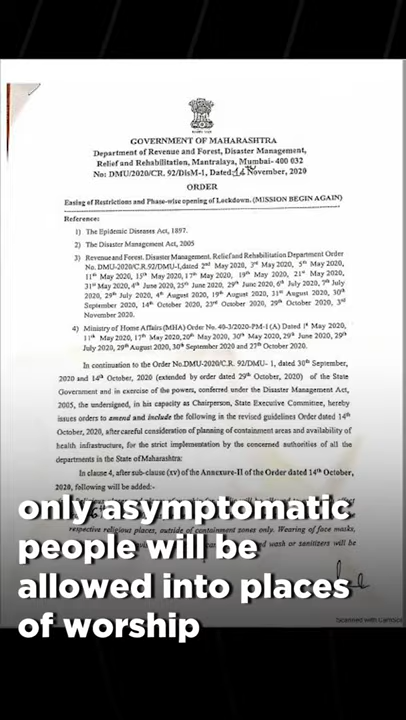 GOVERNMENT OF MAHARASHTRA
Department of Revenue and Forest, Disaster Management,
Relief and Rehabilitation, Mantralaya, Mumbai- 400 032
No: DMU/2020/CR. 92/DisM-1, Dated: November, 2020
ORDER
Easing of Restrictions and Phase-wise opening of Lockdown. (MISSION BEGIN AGAIN)
Reference:
1) The Epidemic Diseases Act, 1897.
2) The Disaster Management Act, 2005
3) Revenue and Forest, Disaster Management, Relief and Rehabilitation Department Order
No. DMU-2020/C.R.92/DMU-I, dated 2nd May 2020, 3rd May 2020, 5th May 2020,
11th May 2020, 15th May 2020, 17th May 2020, 19th May 2020, 21st May 2020,
31st May 2020, 4th June 2020, 25th June 2020, 29th June 2020, 6th July 2020, 7th July
2020, 29th July 2020, 4th August 2020, 19th August 2020, 31st August 2020, 30th
September 2020, 14th October 2020, 23rd October 2020, 29th October 2020, 3rd
November 2020.
4) Ministry of Home Affairs (MHA) Order No. 40-3/2020-PM-1 (A) Dated 1st May 2020,
11th May 2020, 17th May 2020, 20th May 2020, 30th May 2020, 29th June 2020, 29th
July 2020, 29th August 2020, 30th September 2020 and 27th October 2020.
In continuation to the Order No.DMU-2020/C.R. 92/DMU- 1, dated 30th September,
2020 and 14th October, 2020 (extended by order dated 29th October, 2020) of the State
Government and in exercise of the powers, conferred under the Disaster Management Act,
2005, the undersigned, in his capacity as Chairperson, State Executive Committee, hereby
issues orders to amend and include the following in the revised guidelines Order dated 14th
October, 2020, after careful consideration of planning of containment areas and availability of
health infrastructure, for the strict implementation by the concerned authorities of all the
departments in the State of Maharashtra:
In clause 4, after sub-clause (xv) of the Annexure-II of the Order dated 14th October,
2020, following will be added:-
only asymptomatic
respective religious places, outside of containment zones only. Wearing of face masks,
people will be
wash or sanitizers will be
allowed into places
of worship
Scanned with